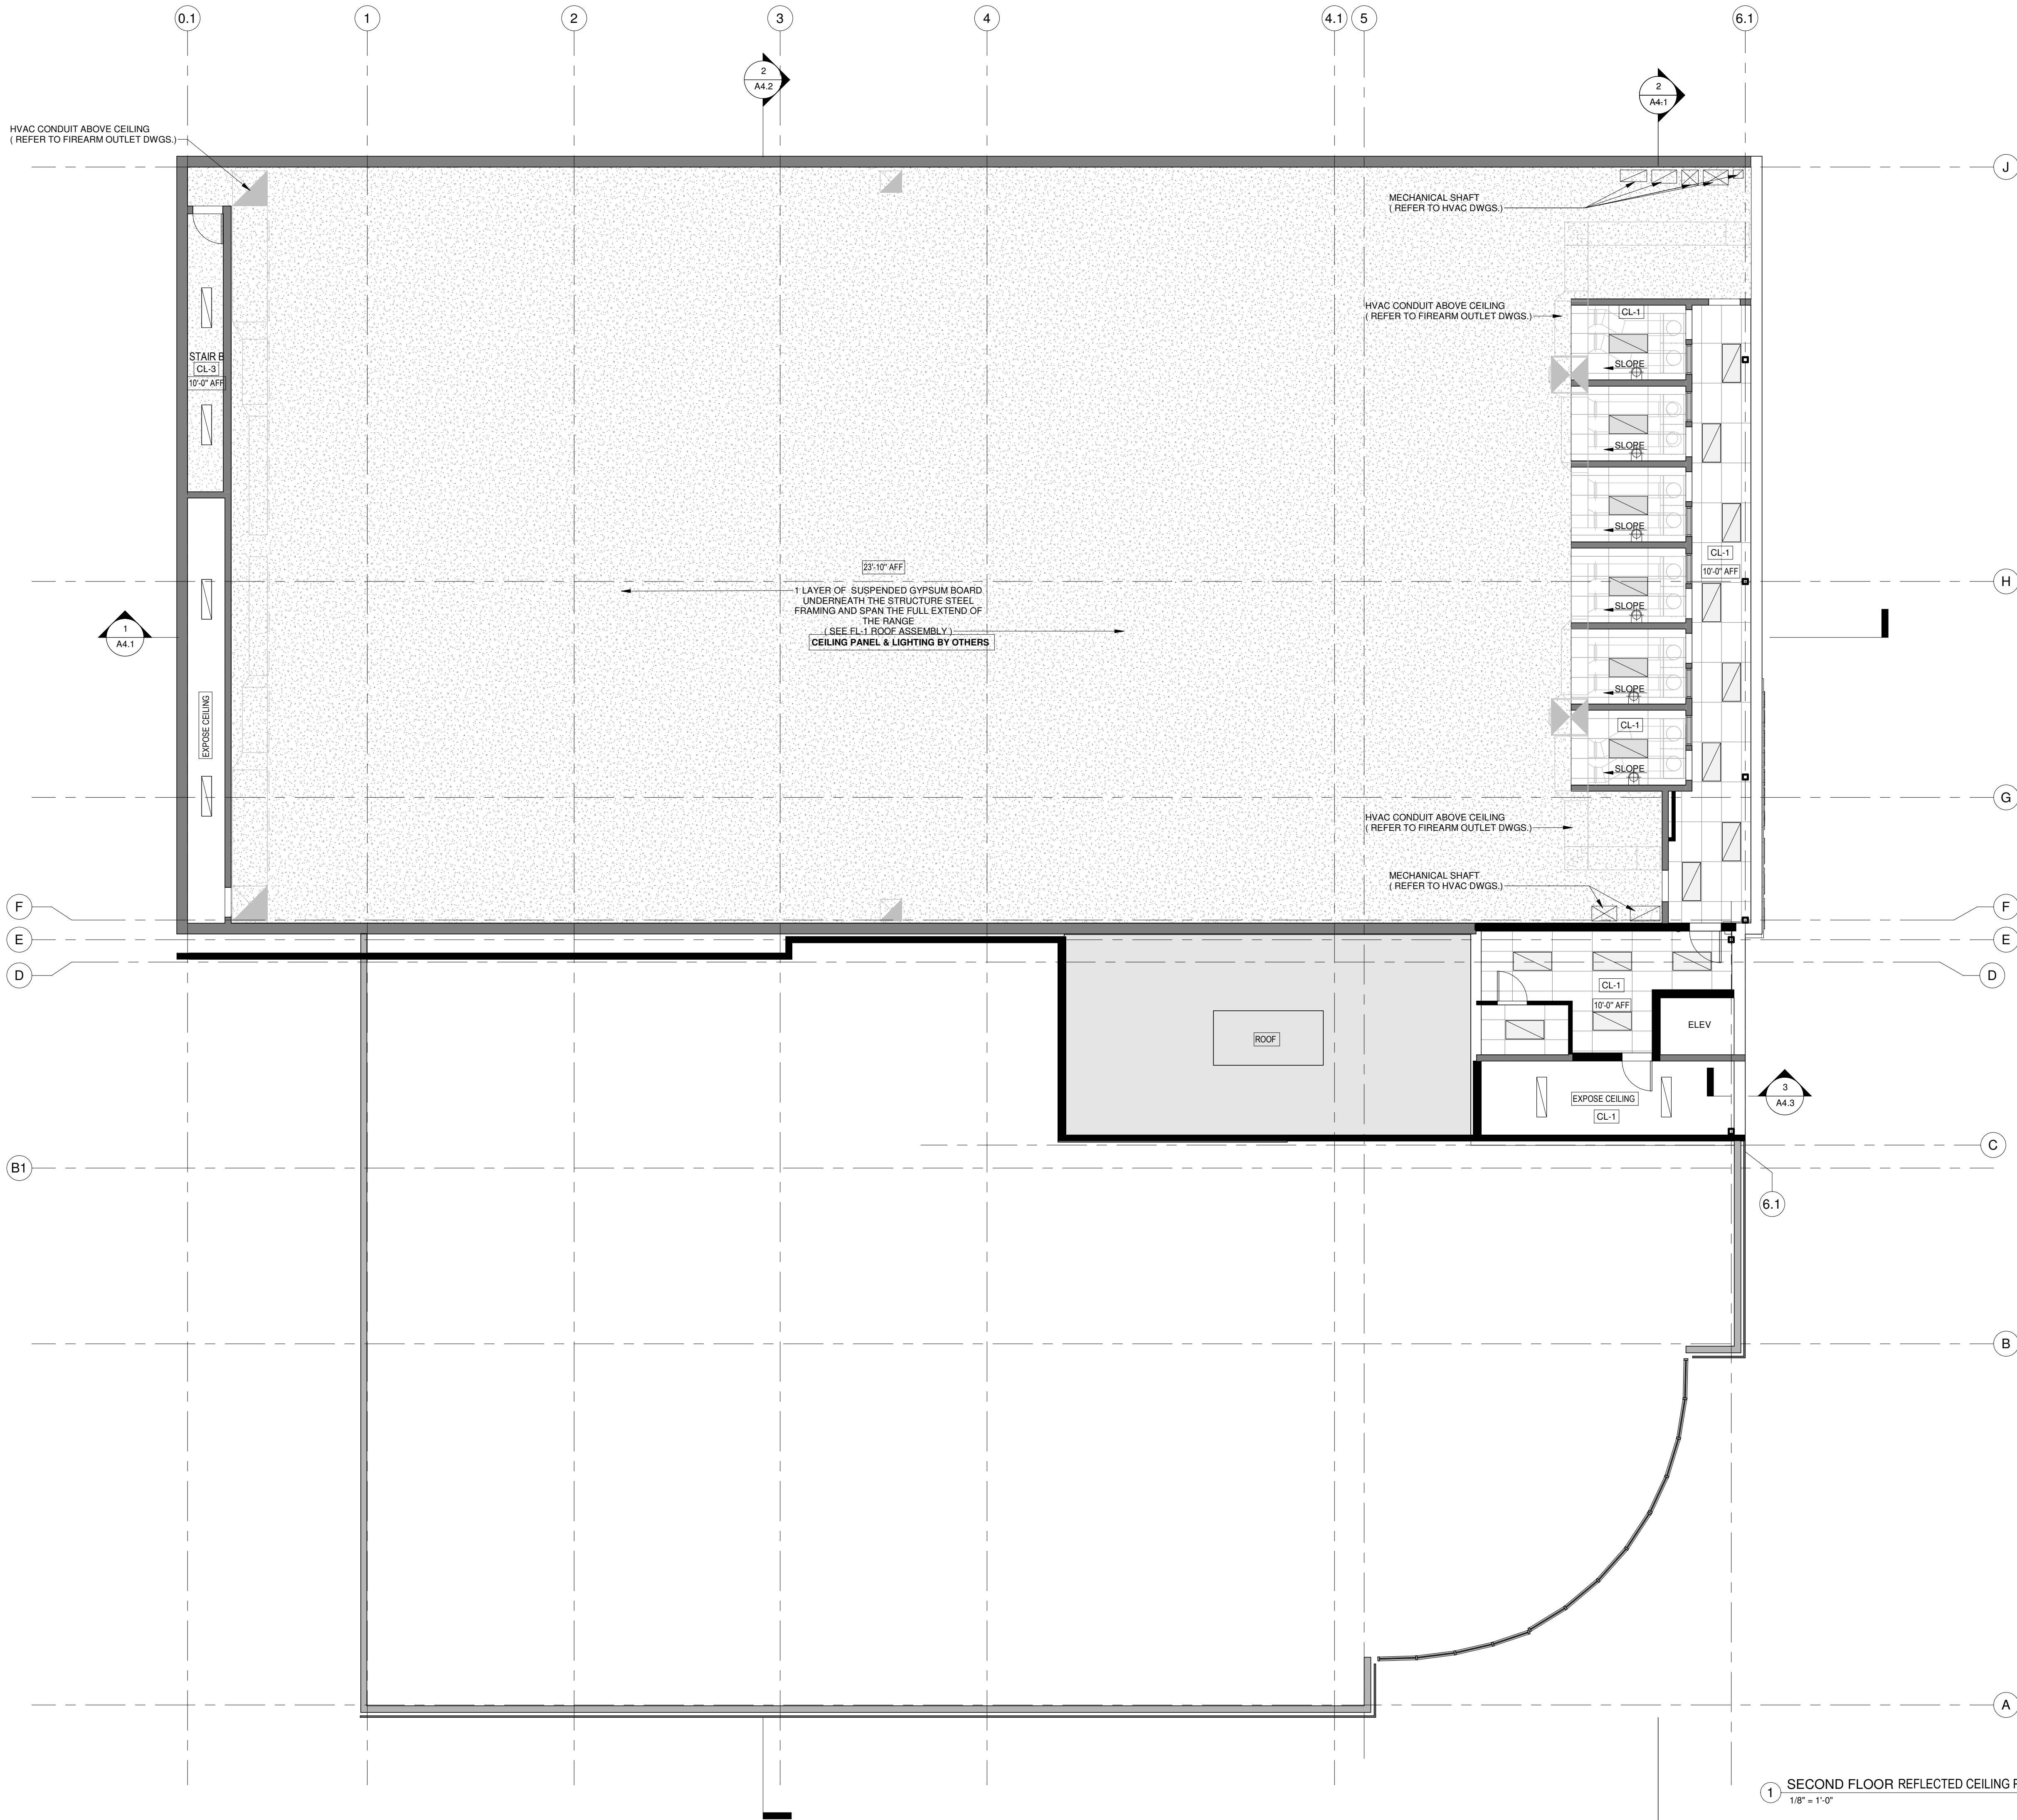 0.1
1
2
3
4
4.1
5
6.1
2
A4.2
2
A4.1
HVAC CONDUIT ABOVE CEILING
( REFER TO FIREARM OUTLET DWGS.)
J
MECHANICAL SHAFT
( REFER TO HVAC DWGS.)
HVAC CONDUIT ABOVE CEILING
( REFER TO FIREARM OUTLET DWGS.)
CL-1
STAIR B
CL-3
10'-0" AFF
SLOPE
SLOPE
SLOPE
CL-1
10'-0" AFF
23'-10" AFF
H
1 LAYER OF SUSPENDED GYPSUM BOARD
UNDERNEATH THE STRUCTURE STEEL
FRAMING AND SPAN THE FULL EXTEND OF
THE RANGE
( SEE FL-1 ROOF ASSEMBLY )
CEILING PANEL & LIGHTING BY OTHERS
SLOPE
1
A4.1
EXPOSE CEILING
SLOPE
CL-1
SLOPE
G
HVAC CONDUIT ABOVE CEILING
( REFER TO FIREARM OUTLET DWGS.)
MECHANICAL SHAFT
( REFER TO HVAC DWGS.)
F
F
E
E
D
D
CL-1
10'-0" AFF
ELEV
ROOF
EXPOSE CEILING
CL-1
3
A4.3
C
B1
6.1
B
A
1
SECOND FLOOR REFLECTED CEILING
1/8" = 1'-0"